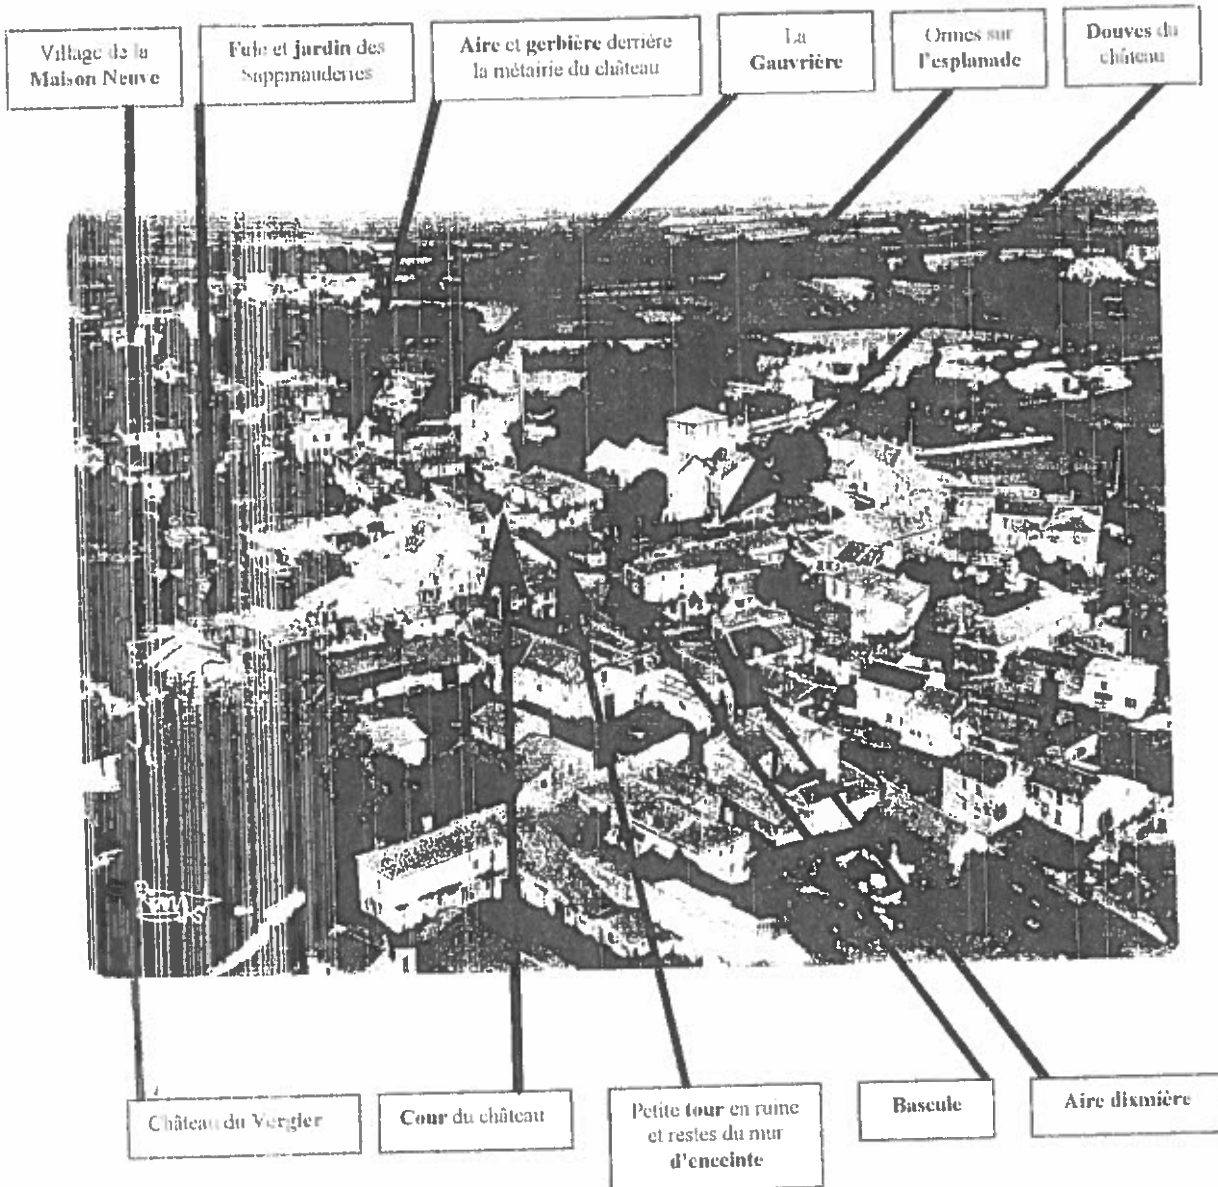 Village de la
Maison Neuve
et jardin des
Suppinauderies
Aire et gerbière derrière
la métairie du château
La
Gauvrière
Ormes sur
l'esplanade
Douves du
château
Château du Vergier
Cour du château
Petite tour en ruine
et restes du mur
d'enceinte
Bascule
Aire dixmière